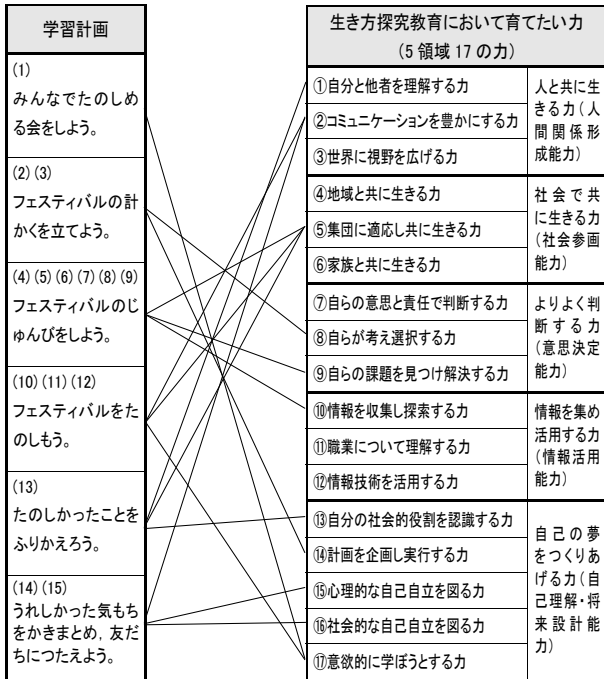 学習計画
(1)
みんなでたのしめ
る会をしよう。
(2)(3)
フェスティバルの計
かくを立てよう。
(4)(5)(6)(7)(8)(9)
フェスティバルのじ
ゅんびをしよう。
(10)(11)(12)
フェスティバルをた
のしもう。
(13)
たのしかったことを
ふりかえろう。
(14)(15)
うれしかった気もち
をかきまとめ，友だ
ちにつたえよう。
生き方探究教育において育てたい力
(5領域17の力)
①自分と他者を理解する力
②コミュニケーションを豊かにする力
③世界に視野を広げる力
人と共に生
きる力(人
間関係形
成能力)
④地域と共に生きる力
⑤集団に適応し共に生きる力
⑥家族と共に生きる力
社会で共
に生きる力
(社会参画
能力)
⑦自らの意思と責任で判断する力
⑧自らが考え選択する力
⑨自らの課題を見つけ解決する力
よりよく判
断する力
(意思決定
能力)
⑩情報を収集し探索する力
⑪職業について理解する力
⑫情報技術を活用する力
情報を集め
活用する力
(情報活用
能力)
⑬自分の社会的役割を認識する力
⑭計画を企画し実行する力
⑮心理的な自己自立を図る力
⑯社会的な自己自立を図る力
⑰意欲的に学ぼうとする力
自己の夢
をつくりあ
げる力(自
己理解・将
来設計能
力)